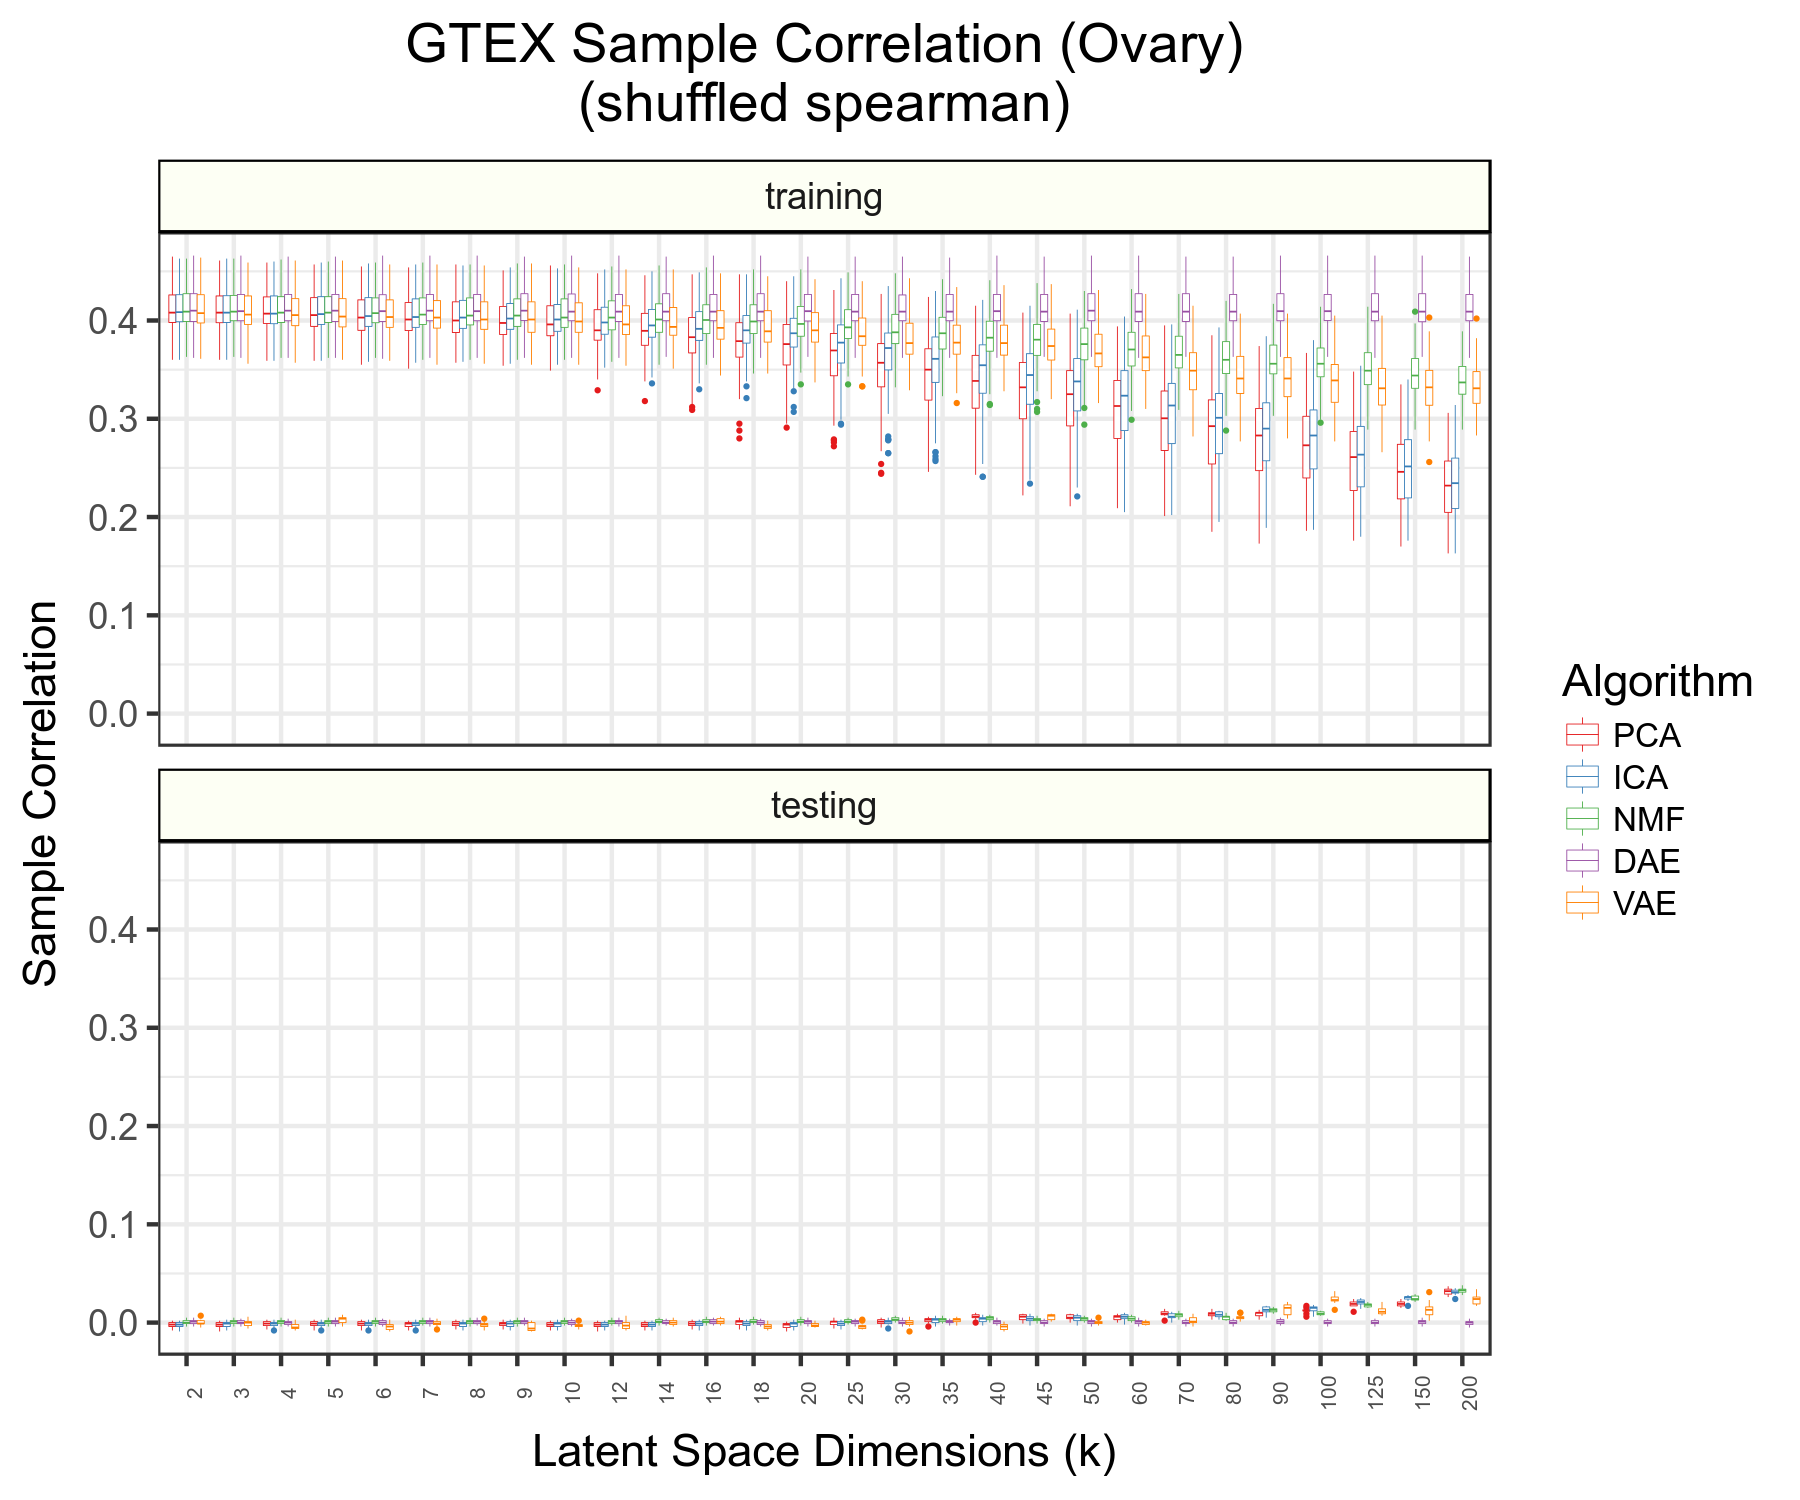 GTEX Sample Correlation (Ovary)
(shuffled spearman)
training
0.4
0.3
0.2
0.1
0.0
testing
0.4
0.3
0.2
0.1
0.0
Sample Correlation
2 3 4 5 6 7 8 9 10 12 14 16 18 20 25 30 35 40 45 50 60 70 80 90 100 125 150 200
Latent Space Dimensions (k)
Algorithm
PCA
ICA
NMF
DAE
VAE